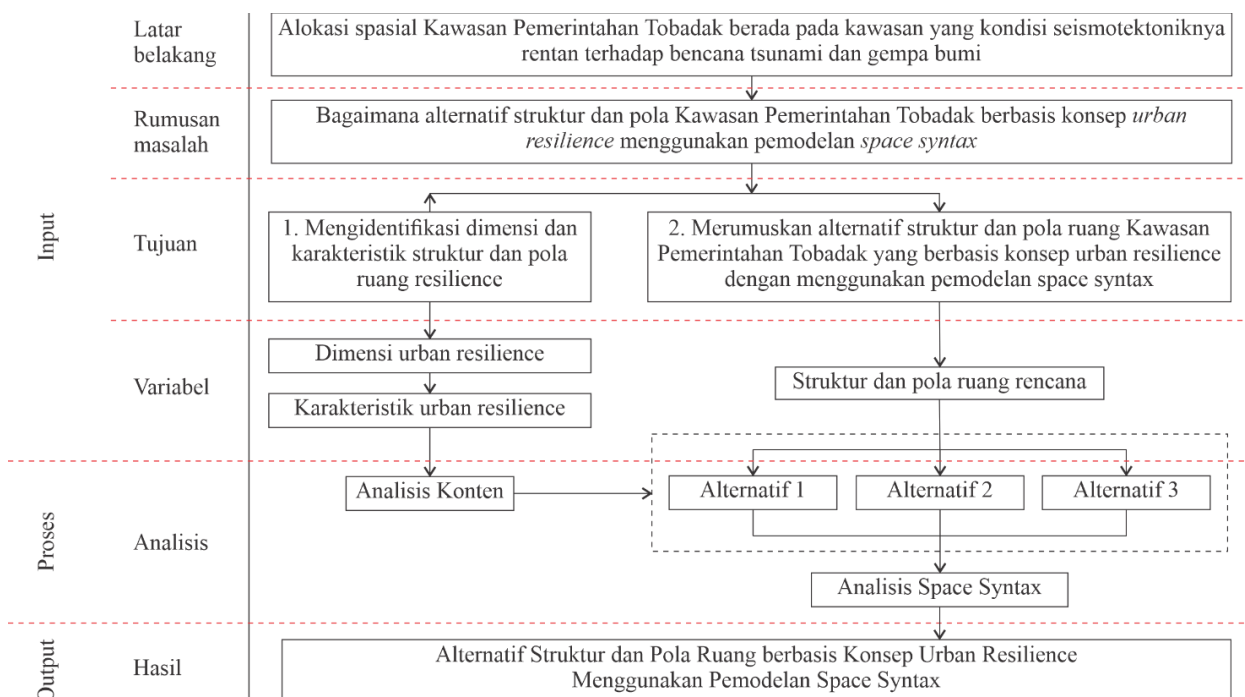 Latar
belakang
Alokasi spasial Kawasan Pemerintahan Tobadak berada pada kawasan yang kondisi seismotektoniknya
rentan terhadap bencana tsunami dan gempa bumi
Rumusan
masalah
Bagaimana alternatif struktur dan pola Kawasan Pemerintahan Tobadak berbasis konsep urban
resilience menggunakan pemodelan space syntax
Input
Tujuan
1. Mengidentifikasi dimensi dan
karakteristik struktur dan pola
ruang resilience
2. Merumuskan alternatif struktur dan pola ruang Kawasan
Pemerintahan Tobadak yang berbasis konsep urban resilience
dengan menggunakan pemodelan space syntax
Variabel
Dimensi urban resilience
Karakteristik urban resilience
Struktur dan pola ruang rencana
Proses
Analisis
Analisis Konten
Alternatif 1
Alternatif 2
Alternatif 3
Analisis Space Syntax
Output
Hasil
Alternatif Struktur dan Pola Ruang berbasis Konsep Urban Resilience
Menggunakan Pemodelan Space Syntax